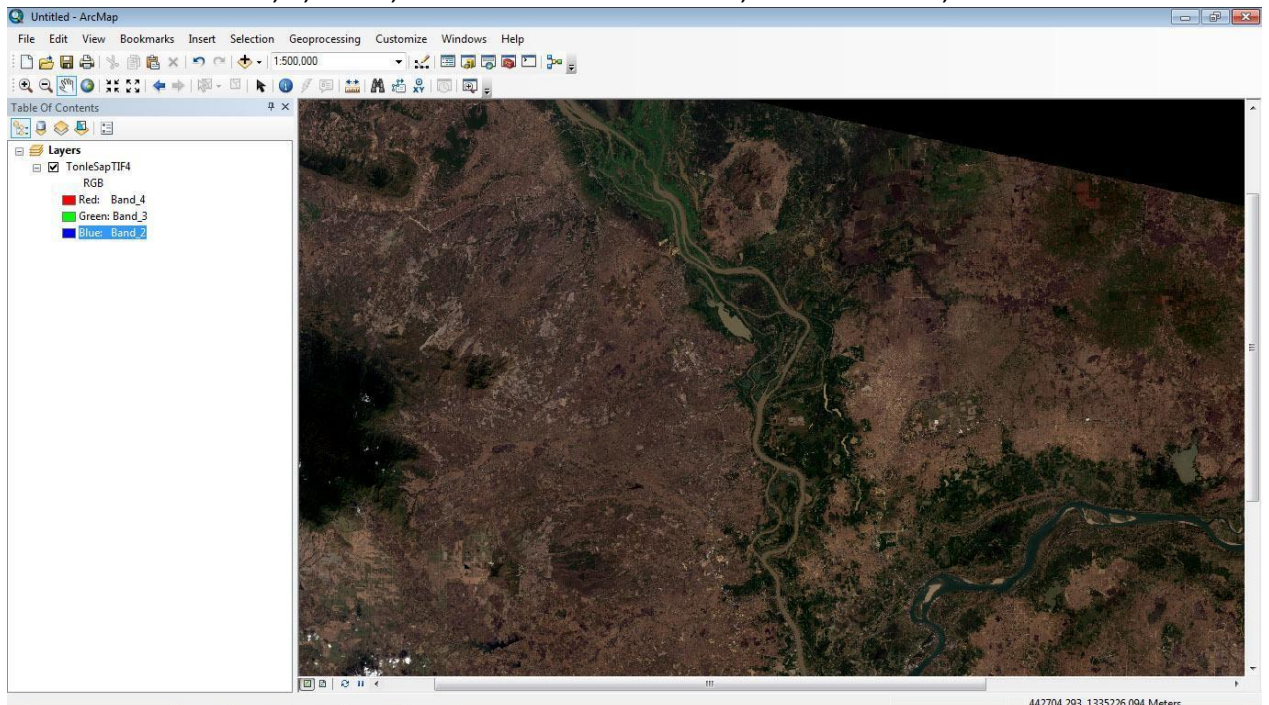 Untitled - ArcMap
File Edit View Bookmarks Insert Selection Geoprocessing Customize Windows Help
1:500,000
Table Of Contents
Layers
TonleSapTIF4
RGB
Red: Band_4
Green: Band_3
Blue: Band_2
442704.293 1335226.094 Meters